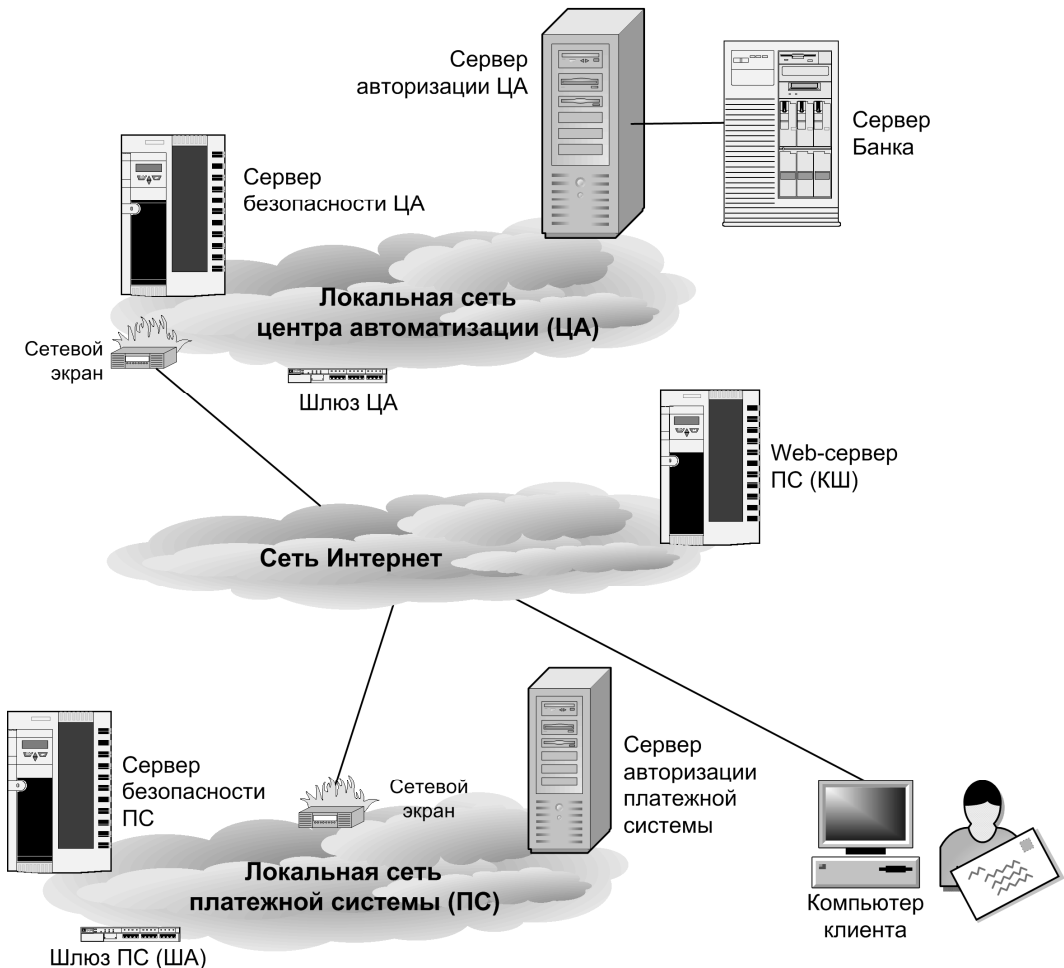 Сервер
авторизации ЦА
Сервер
Банка
Сервер
безопасности ЦА
Локальная сеть
центра автоматизации (ЦА)
Сетевой
экран
Шлюз ЦА
Web-сервер
ПС (КШ)
Сеть Интернет
Сервер
безопасности
ПС
Сетевой
экран
Сервер
авторизации
платежной
системы
Локальная сеть
платежной системы (ПС)
Компьютер
клиента
Шлюз ПС (ША)